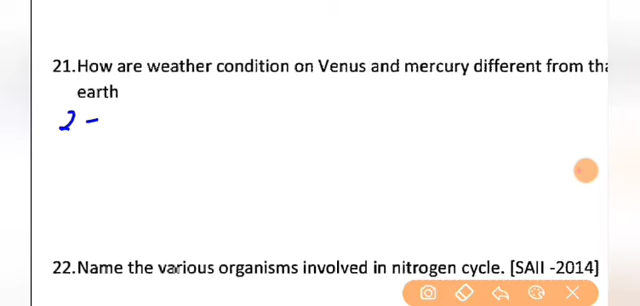 21.How are weather condition on Venus and mercury different from tha
earth
2 -
22.Name the various organisms involved in nitrogen cycle. [SAII -2014]